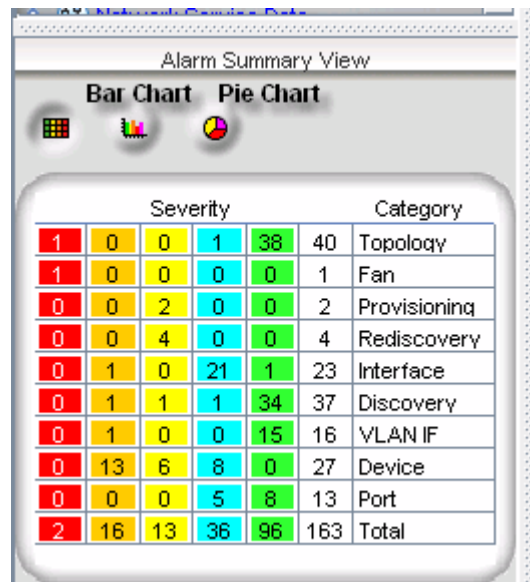 Network Service Data
Alarm Summary View
Bar Chart Pie Chart
Severity Category
1 0 0 1 38 40 Topology
1 0 0 0 0 1 Fan
0 0 2 0 0 2 Provisioning
0 0 4 0 0 4 Rediscovery
0 1 0 21 1 23 Interface
0 1 1 1 34 37 Discovery
0 1 0 0 15 16 VLAN IF
0 13 6 8 0 27 Device
0 0 0 5 8 13 Port
2 16 13 36 96 163 Total